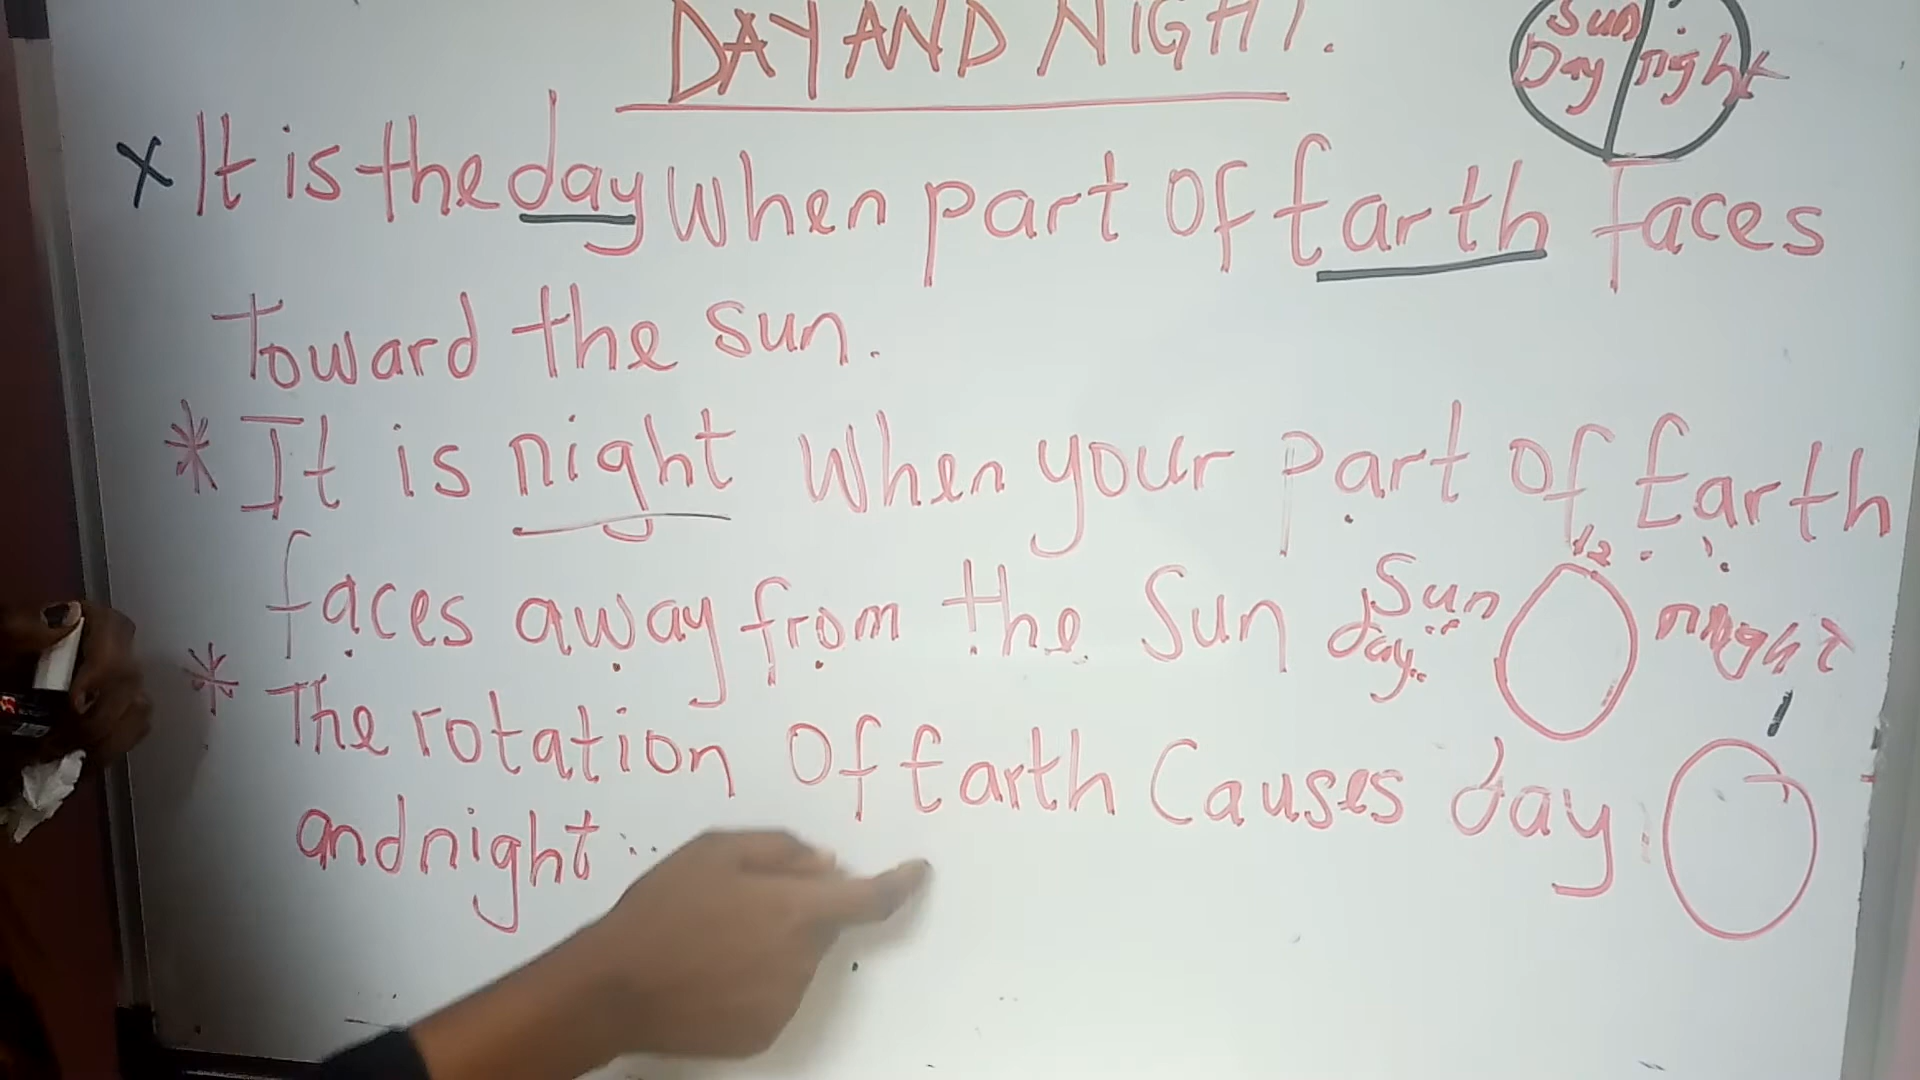 DAY AND NIGHT.
Sun
Day night
x It is the day when part of Earth faces
Toward the sun.
* It is night when your part of Earth
faces away from the Sun
12
Sun
day
night
* The rotation of Earth Causes day
and night